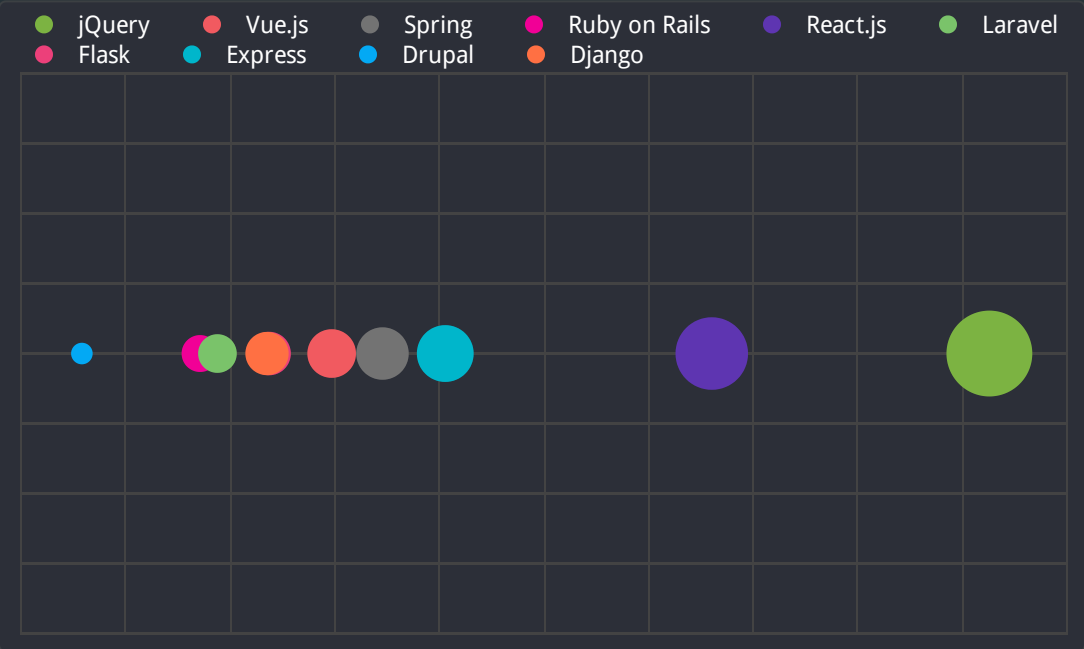 jQuery Vue.js Spring Ruby on Rails React.js Laravel
Flask Express Drupal Django